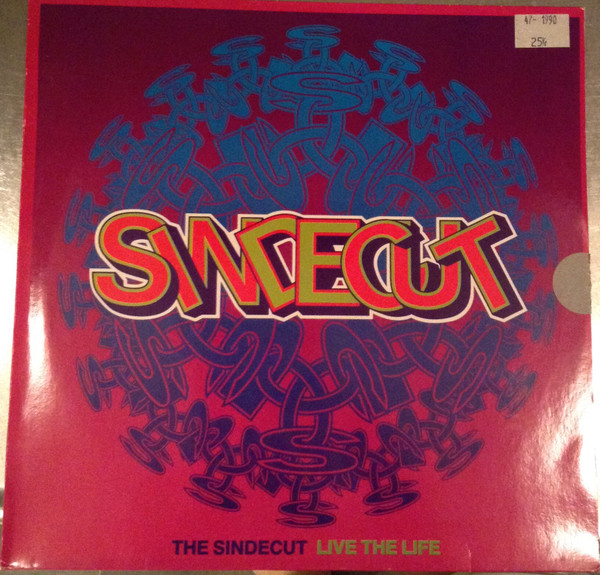 47- 1990
25%
SINDECUT
THE SINDECUT LIVE THE LIFE